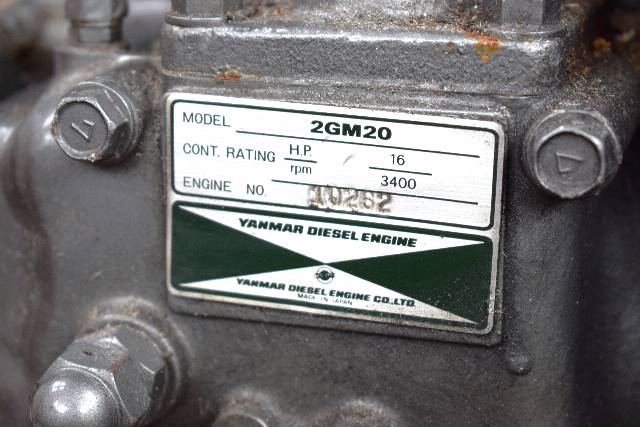 MODEL 2GM20
CONT. RATING H.P. 16
rpm 3400
ENGINE NO. 10262
YANMAR DIESEL ENGINE
YANMAR DIESEL ENGINE CO.,LTD.
MADE IN JAPAN